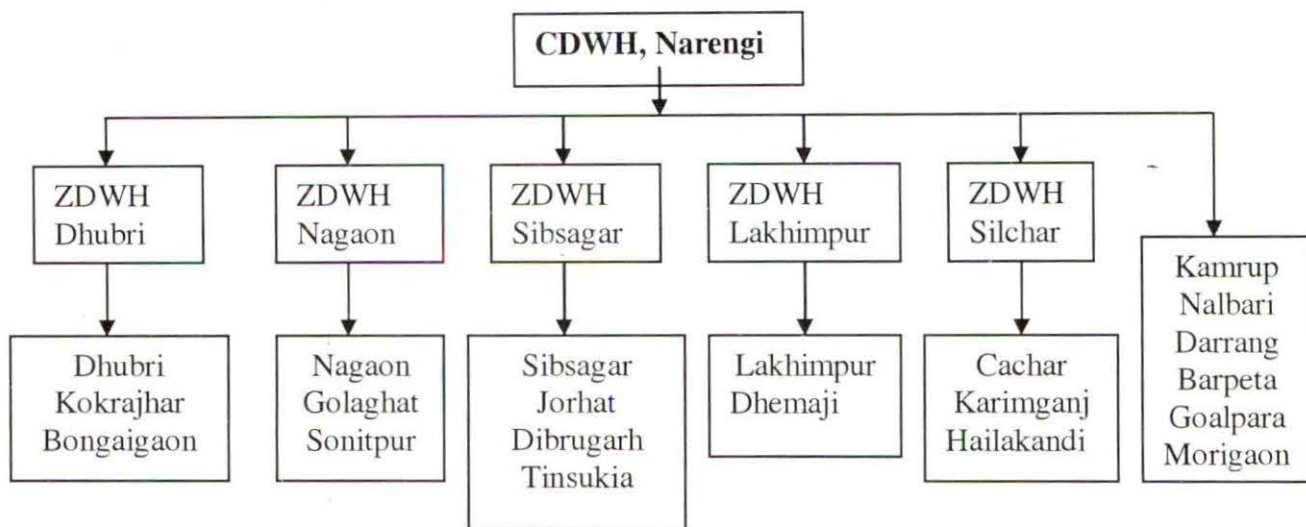 CDWH, Narengi
ZDWH
Dhubri
ZDWH
Nagaon
ZDWH
Sibsagar
ZDWH
Lakhimpur
ZDWH
Silchar
Kamrup
Nalbari
Darrang
Barpeta
Goalpara
Morigaon
Dhubri
Kokrajhar
Bongaigaon
Nagaon
Golaghat
Sonitpur
Sibsagar
Jorhat
Dibrugarh
Tinsukia
Lakhimpur
Dhemaji
Cachar
Karimganj
Hailakandi